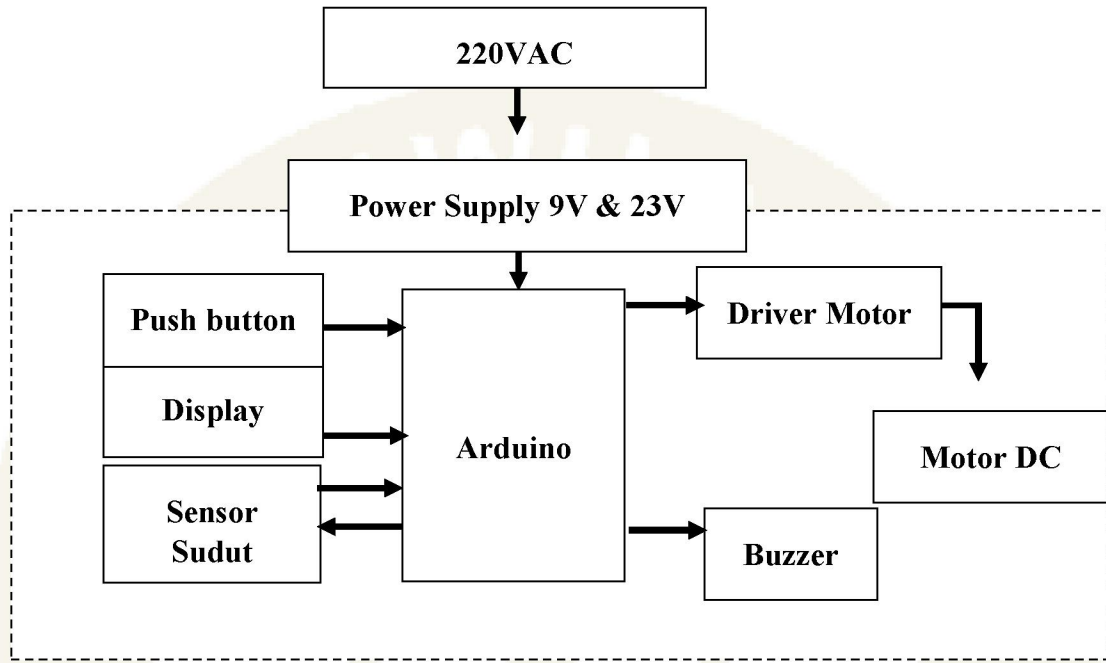 220VAC
Power Supply 9V & 23V
Push button
Display
Sensor
Sudut
Arduino
Driver Motor
Motor DC
Buzzer